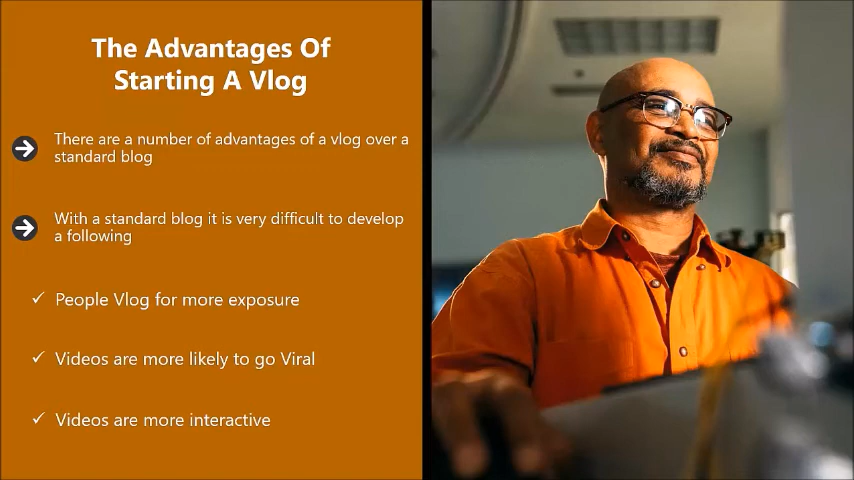 The Advantages Of
Starting A Vlog
There are a number of advantages of a vlog over a
standard blog
With a standard blog it is very difficult to develop
a following
People Vlog for more exposure
Videos are more likely to go Viral
Videos are more interactive